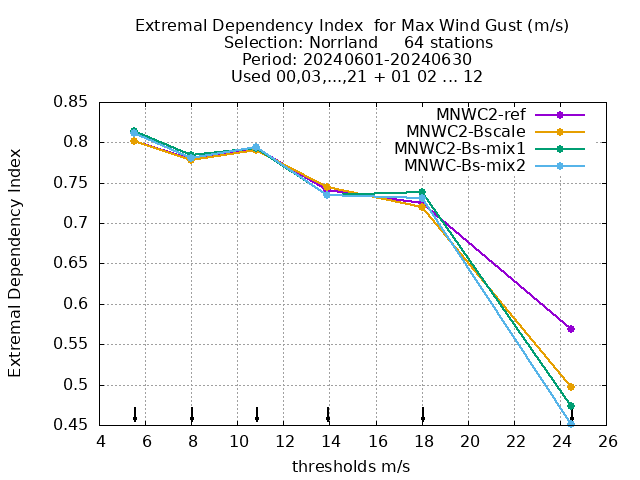 Extremal Dependency Index  for Max Wind Gust (m/s)
Selection: Norrland     64 stations
Period: 20240601-20240630
Used 00,03,...,21 + 01 02 ... 12
MNWC2-ref
MNWC2-Bscale
MNWC2-Bs-mix1
MNWC-Bs-mix2
Extremal Dependency Index
0.85
0.8
0.75
0.7
0.65
0.6
0.55
0.5
0.45
4 6 8 10 12 14 16 18 20 22 24 26
thresholds m/s